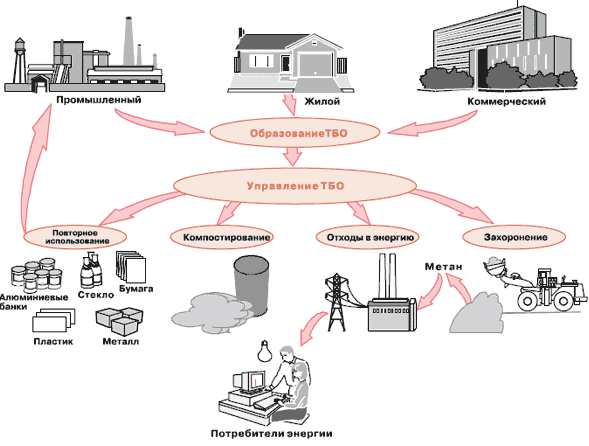 Промышленный
Жилой
Коммерческий
ОбразованиеТБО
Управление ТБО
Повторное
использование
Компостирование
Отходы в энергию
Захоронение
Алюминиевые
банки
Стекло
Бумага
Пластик
Металл
Метан
Потребители энергии